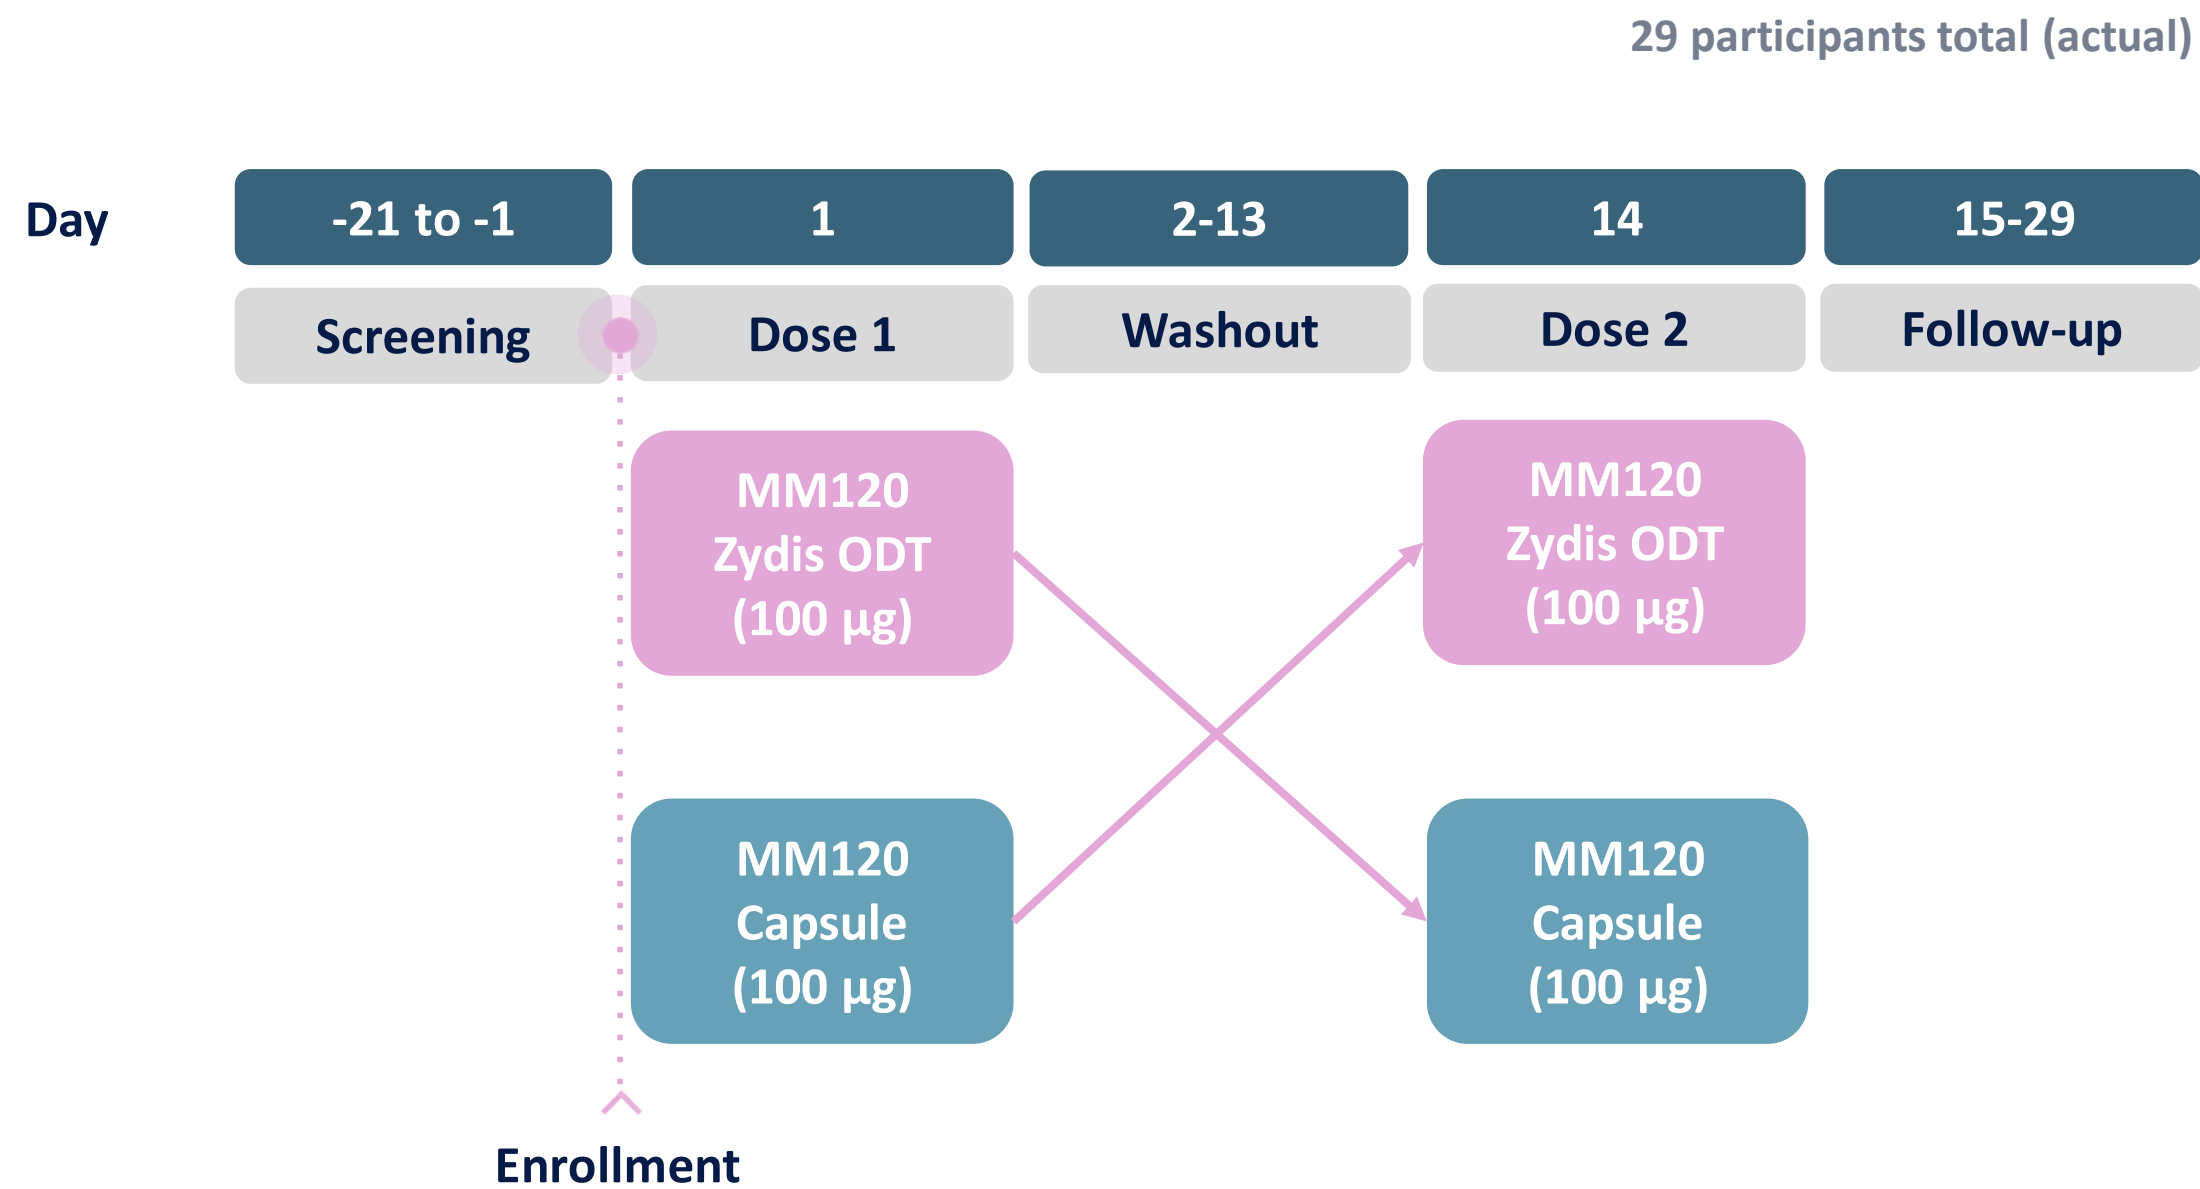 29 participants total (actual)
Day
-21 to -1
1
2-13
14
15-29
Screening
Dose 1
Washout
Dose 2
Follow-up
MM120
Zydis ODT
(100 µg)
MM120
Zydis ODT
(100 µg)
MM120
Capsule
(100 µg)
MM120
Capsule
(100 µg)
Enrollment